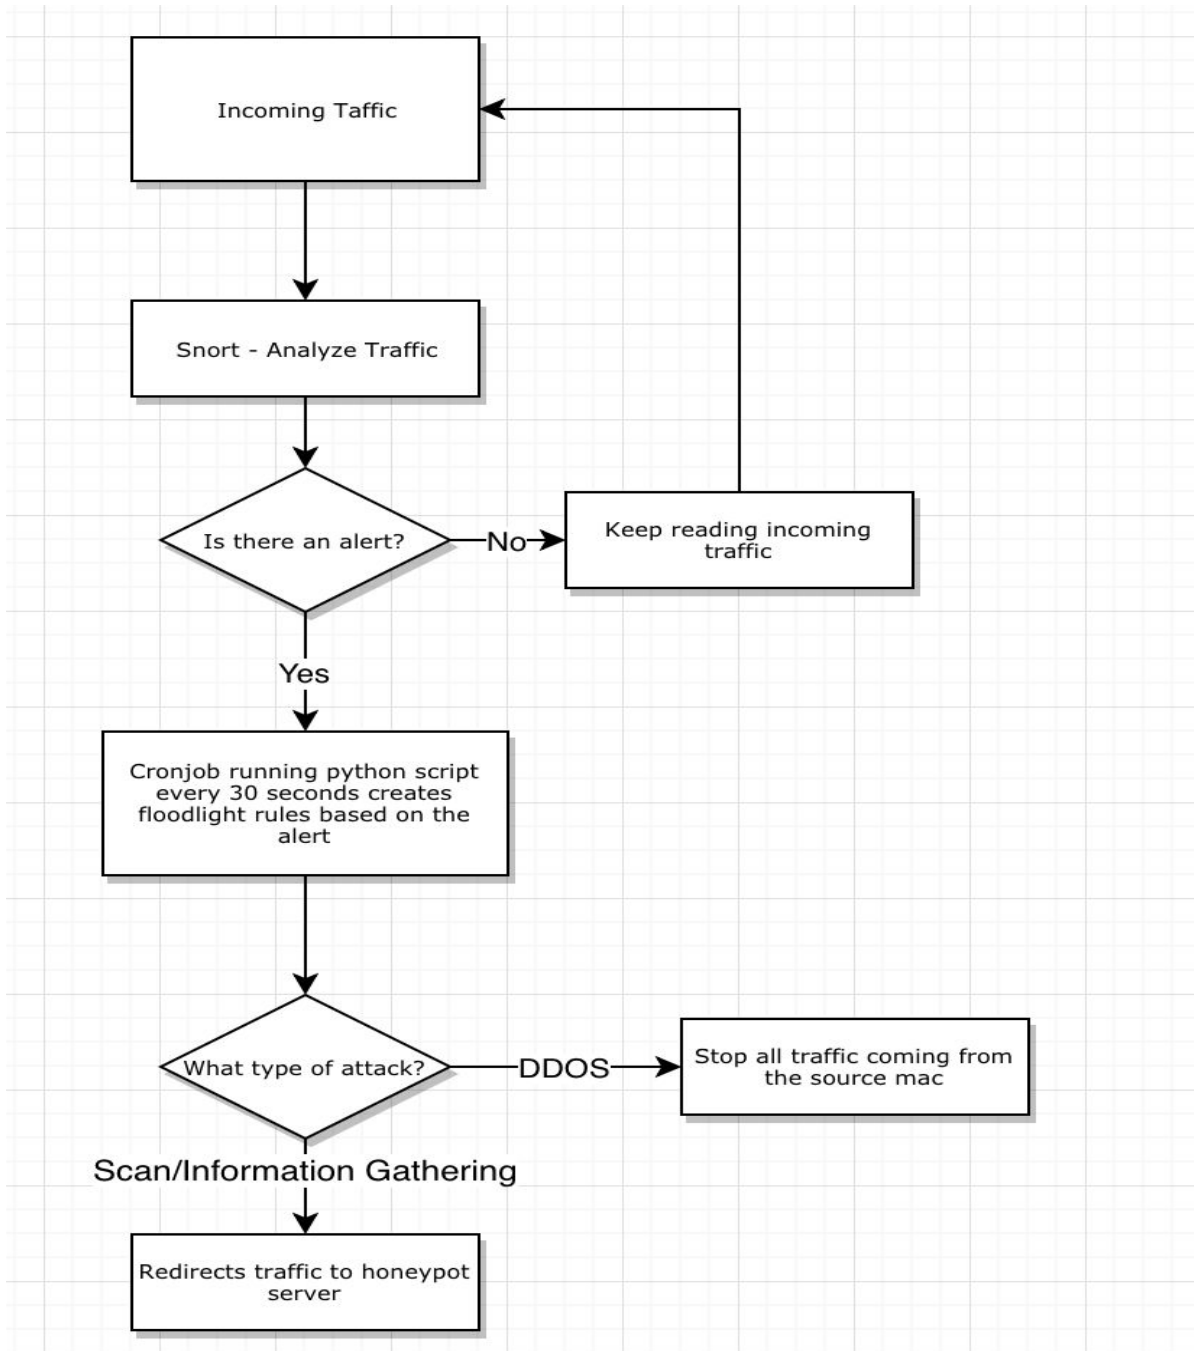 Incoming Taffic
Snort - Analyze Traffic
Is there an alert?
No
Keep reading incoming
traffic
Yes
Cronjob running python script
every 30 seconds creates
floodlight rules based on the
alert
What type of attack?
DDOS
Stop all traffic coming from
the source mac
Scan/Information Gathering
Redirects traffic to honeypot
server